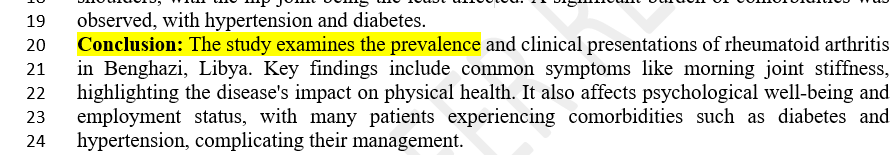 19 observed, with hypertension and diabetes.
20 Conclusion: The study examines the prevalence and clinical presentations of rheumatoid arthritis
21 in Benghazi, Libya. Key findings include common symptoms like morning joint stiffness,
22 highlighting the disease's impact on physical health. It also affects psychological well-being and
23 employment status, with many patients experiencing comorbidities such as diabetes and
24 hypertension, complicating their management.